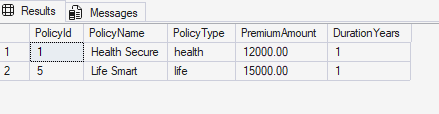 Results Messages
PolicyId PolicyName PolicyType PremiumAmount DurationYears
1 1 Health Secure health 12000.00 1
2 5 Life Smart life 15000.00 1